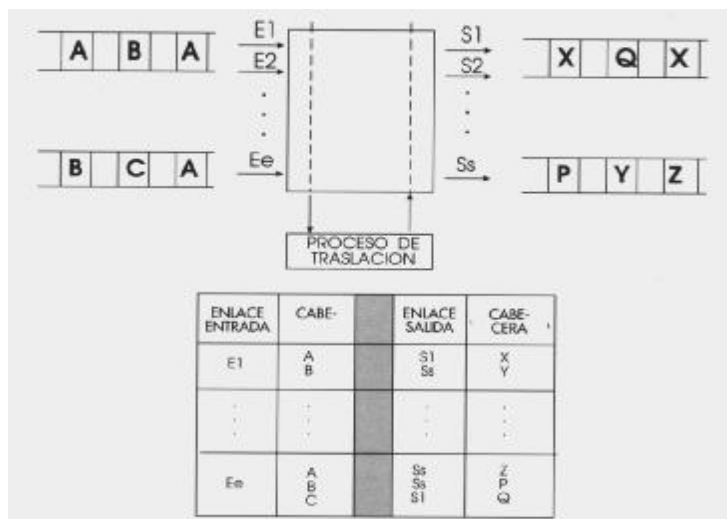 A B A
E1
E2
S1
S2
X Q X
B C A
Ee
Ss
P Y Z
PROCESO DE
TRASLACION
ENLACE
ENTRADA
CABE-
ENLACE
SALIDA
CABE-
CERA
E1
A
B
S1
Ss
X
Y
Ee
A
B
C
Ss
Ss
S1
Z
P
Q